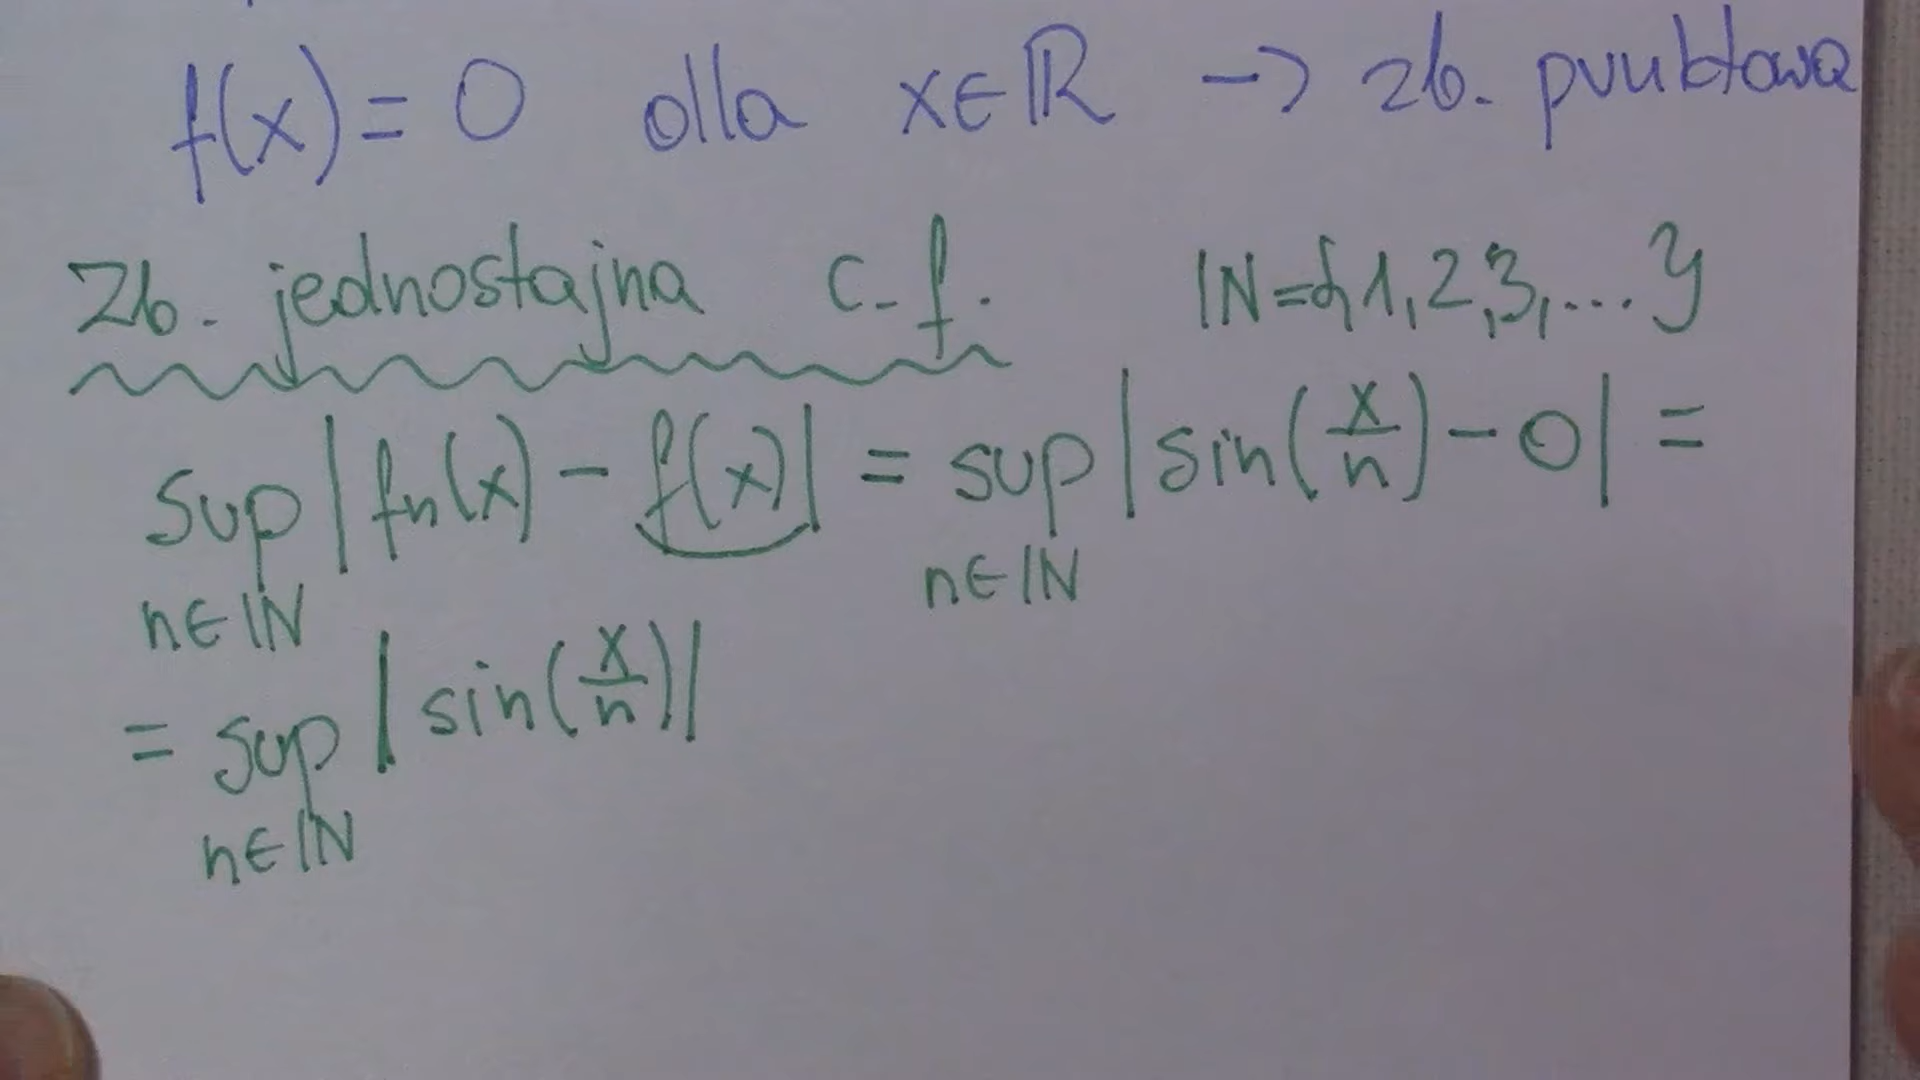 f(x) = 0 dla x∈ℝ → zb. punktowa
Zb. jednostajna c.f. ℕ={1,2,3,...}
sup |fn(x) - f(x)| = sup |sin(x/n) - 0| =
n∈ℕ n∈ℕ
= sup |sin(x/n)|
n∈ℕ